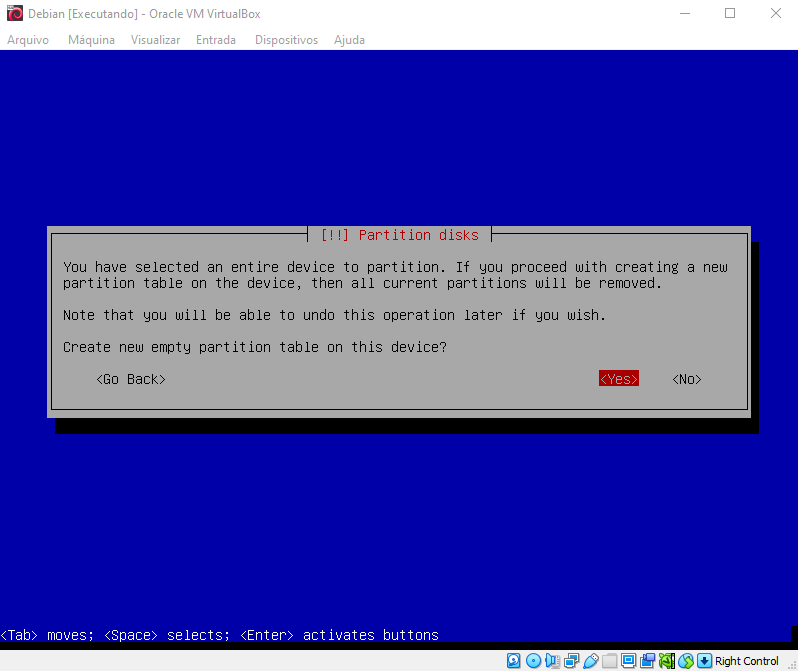 Debian [Executando] - Oracle VM VirtualBox
Arquivo Máquina Visualizar Entrada Dispositivos Ajuda
[!!] Partition disks
You have selected an entire device to partition. If you proceed with creating a new
partition table on the device, then all current partitions will be removed.
Note that you will be able to undo this operation later if you wish.
Create new empty partition table on this device?
<Go Back> <Yes> <No>
<Tab> moves; <Space> selects; <Enter> activates buttons
Right Control